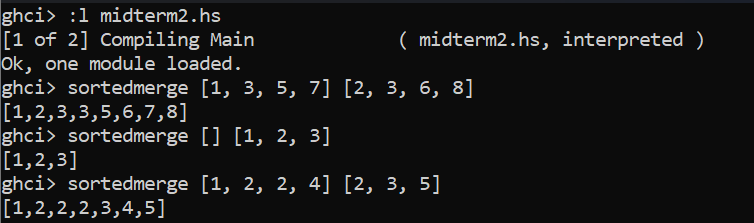 ghci> :l midterm2.hs
[1 of 2] Compiling Main             ( midterm2.hs, interpreted )
Ok, one module loaded.
ghci> sortedmerge [1, 3, 5, 7] [2, 3, 6, 8]
[1,2,3,3,5,6,7,8]
ghci> sortedmerge [] [1, 2, 3]
[1,2,3]
ghci> sortedmerge [1, 2, 2, 4] [2, 3, 5]
[1,2,2,2,3,4,5]